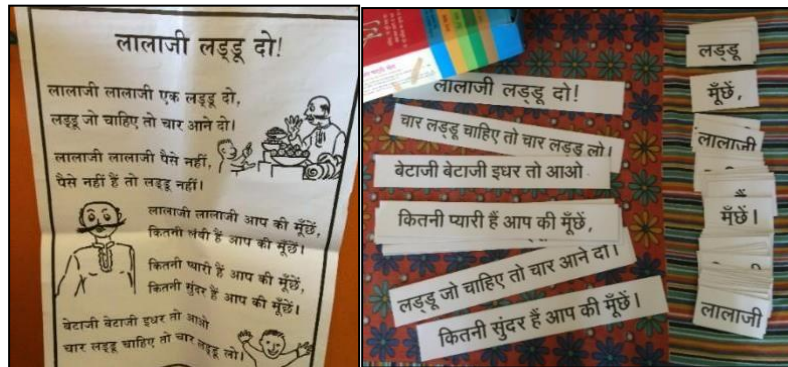 लालाजी लड्डू दो!
लालाजी लालाजी एक लड्डू दो,
लड्डू जो चाहिए तो चार आने दो।
लालाजी लालाजी पैसे नहीं,
पैसे नहीं हैं तो लड्डू नहीं।
लालाजी लालाजी आप की मूँछें,
कितनी लंबी हैं आप की मूँछें।
कितनी प्यारी हैं आप की मूँछें,
कितनी सुंदर हैं आप की मूँछें।
बेटाजी बेटाजी इधर तो आओ
चार लड्डू चाहिए तो चार लड्डू लो।
लालाजी लड्डू दो!
चार लड्डू चाहिए तो चार लड्डू लो।
बेटाजी बेटाजी इधर तो आओ
कितनी प्यारी हैं आप की मूँछें,
लड्डू जो चाहिए तो चार आने दो।
कितनी सुंदर हैं आप की मूँछें।
लड्डू
मूँछें,
लालाजी
हैं
मूँछें।
लालाजी